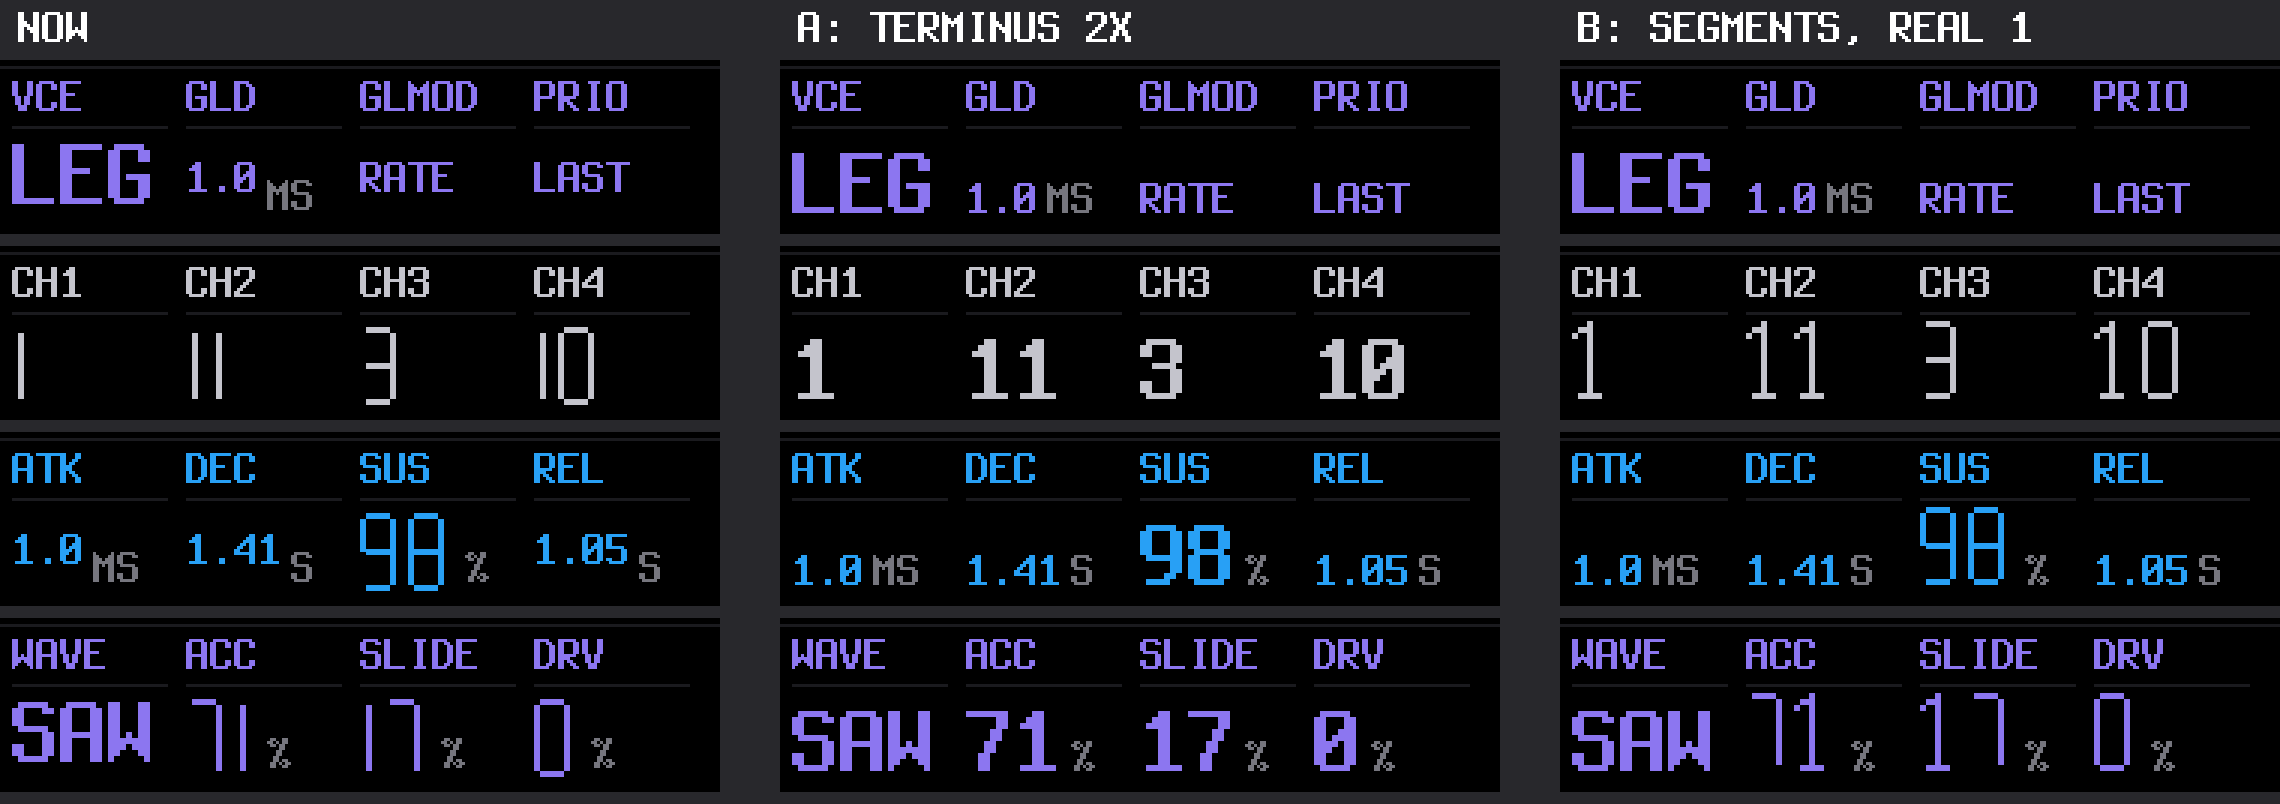 NOW
VCE GLD GLMOD PRIO
LEG 1.0 MS RATE LAST
CH1 CH2 CH3 CH4
1 11 3 10
ATK DEC SUS REL
1.0 MS 1.41 S 98 % 1.05 S
WAVE ACC SLIDE DRV
SAW 71 % 17 % 0 %
A: TERMINUS 2X
VCE GLD GLMOD PRIO
LEG 1.0 MS RATE LAST
CH1 CH2 CH3 CH4
1 11 3 10
ATK DEC SUS REL
1.0 MS 1.41 S 98 % 1.05 S
WAVE ACC SLIDE DRV
SAW 71 % 17 % 0 %
B: SEGMENTS, REAL 1
VCE GLD GLMOD PRIO
LEG 1.0 MS RATE LAST
CH1 CH2 CH3 CH4
1 11 3 10
ATK DEC SUS REL
1.0 MS 1.41 S 98 % 1.05 S
WAVE ACC SLIDE DRV
SAW 71 % 17 % 0 %